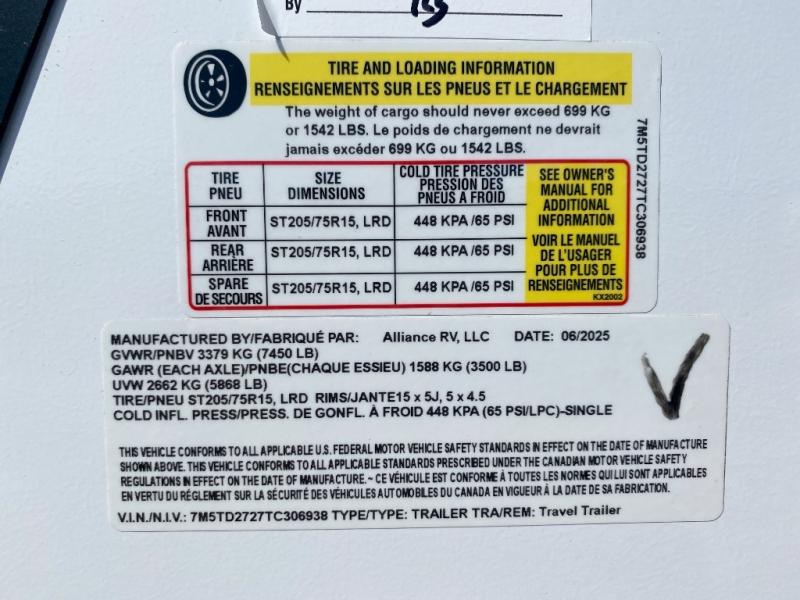 By
TIRE AND LOADING INFORMATION
RENSEIGNEMENTS SUR LES PNEUS ET LE CHARGEMENT
The weight of cargo should never exceed 699 KG
or 1542 LBS. Le poids de chargement ne devrait
jamais excéder 699 KG ou 1542 LBS.
TIRE PNEU SIZE DIMENSIONS COLD TIRE PRESSURE PRESSION DES PNEUS A FROID
FRONT AVANT ST205/75R15, LRD 448 KPA /65 PSI
REAR ARRIÈRE ST205/75R15, LRD 448 KPA /65 PSI
SPARE DE SECOURS ST205/75R15, LRD 448 KPA /65 PSI
SEE OWNER'S
MANUAL FOR
ADDITIONAL
INFORMATION
VOIR LE MANUEL
DE L'USAGER
POUR PLUS DE
RENSEIGNEMENTS
KX2002
7M5TD2727TC306938
MANUFACTURED BY/FABRIQUÉ PAR: Alliance RV, LLC DATE: 06/2025
GVWR/PNBV 3379 KG (7450 LB)
GAWR (EACH AXLE)/PNBE(CHAQUE ESSIEU) 1588 KG (3500 LB)
UVW 2662 KG (5868 LB)
TIRE/PNEU ST205/75R15, LRD RIMS/JANTE15 x 5J, 5 x 4.5
COLD INFL. PRESS/PRESS. DE GONFL. À FROID 448 KPA (65 PSI/LPC)-SINGLE
THIS VEHICLE CONFORMS TO ALL APPLICABLE U.S. FEDERAL MOTOR VEHICLE SAFETY STANDARDS IN EFFECT ON THE DATE OF MANUFACTURE
SHOWN ABOVE. THIS VEHICLE CONFORMS TO ALL APPLICABLE STANDARDS PRESCRIBED UNDER THE CANADIAN MOTOR VEHICLE SAFETY
REGULATIONS IN EFFECT ON THE DATE OF MANUFACTURE.~ CE VÉHICULE EST CONFORME À TOUTES LES NORMES QUI LUI SONT APPLICABLES
EN VERTU DU RÉGLEMENT SUR LA SÉCURITÉ DES VÉHICULES AUTOMOBILES DU CANADA EN VIGUEUR À LA DATE DE SA FABRICATION.
V.I.N./N.I.V.: 7M5TD2727TC306938 TYPE/TYPE: TRAILER TRA/REM: Travel Trailer